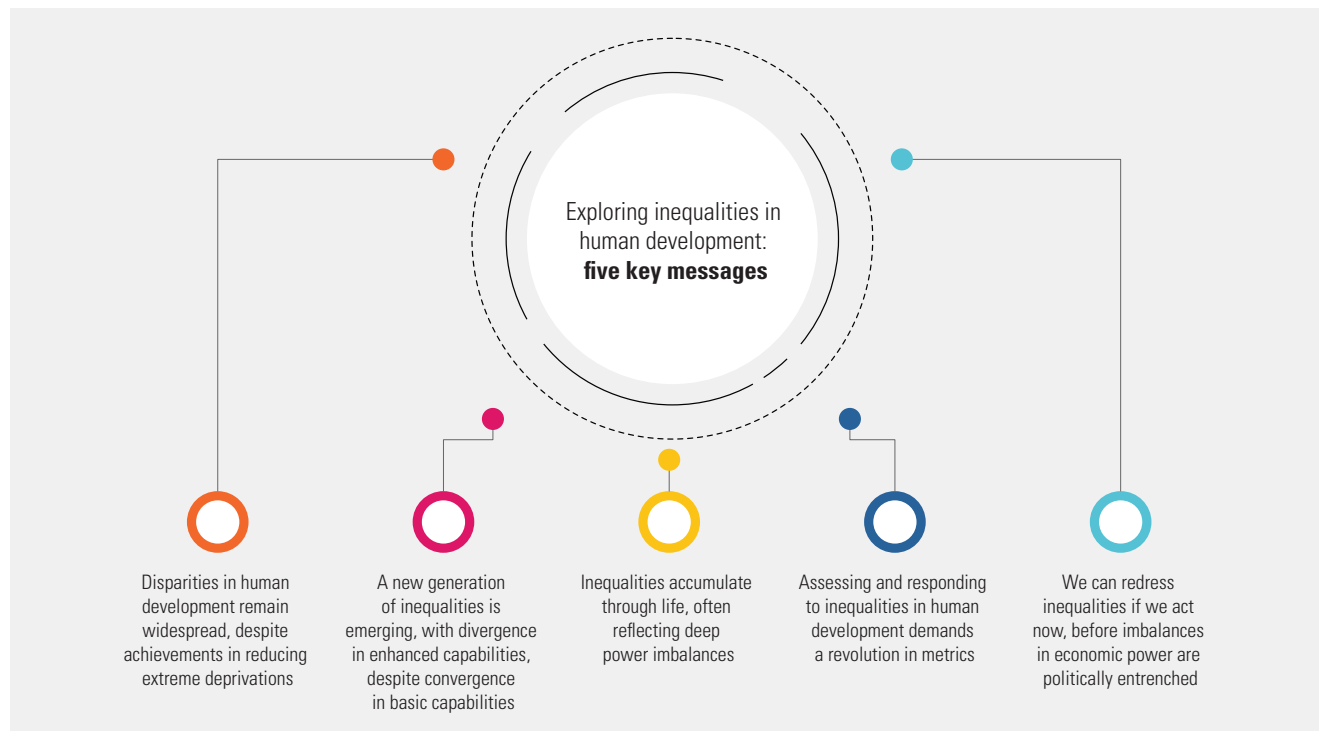 Exploring inequalities in
human development:
five key messages
Disparities in human
development remain
widespread, despite
achievements in reducing
extreme deprivations
A new generation
of inequalities is
emerging, with divergence
in enhanced capabilities,
despite convergence
in basic capabilities
Inequalities accumulate
through life, often
reflecting deep
power imbalances
Assessing and responding
to inequalities in human
development demands
a revolution in metrics
We can redress
inequalities if we act
now, before imbalances
in economic power are
politically entrenched